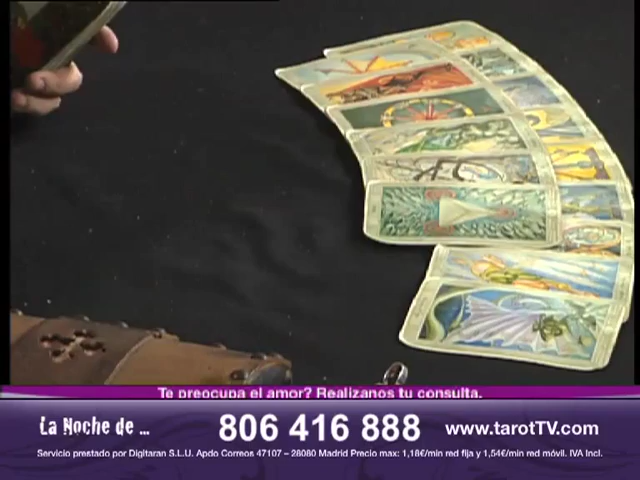 Te preocupa el amor? Realizanos tu consulta.
La Noche de ... 806 416 888 www.tarotTV.com
Servicio prestado por Digitaran S.L.U. Apdo Correos 47107 – 28080 Madrid Precio max: 1,18€/min red fija y 1,54€/min red móvil. IVA Incl.